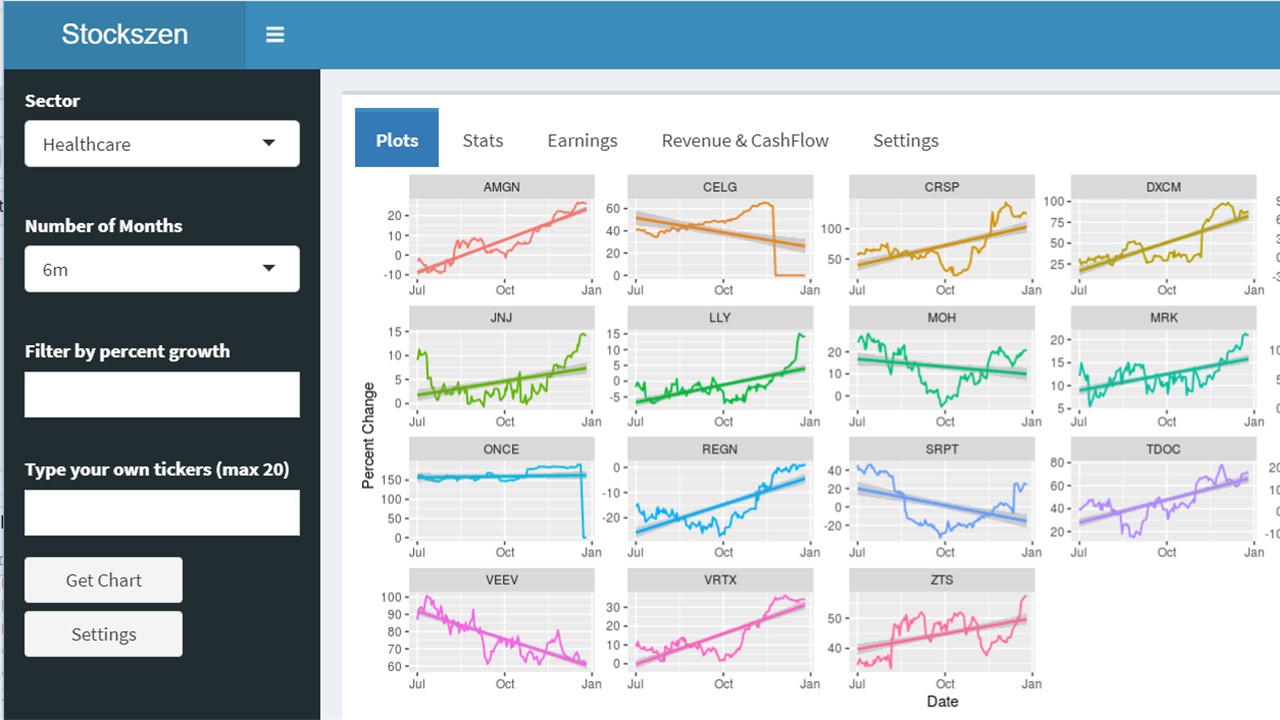 Stockszen
Sector
Healthcare
Number of Months
6m
Filter by percent growth
Type your own tickers (max 20)
Get Chart
Settings
Plots Stats Earnings Revenue & CashFlow Settings
Percent Change
AMGN CELG CRSP DXCM
20 10 0 -10
60 40 20 0
100 50
100 75 50 25
Jul Oct Jan Jul Oct Jan Jul Oct Jan Jul Oct Jan
JNJ LLY MOH MRK
15 10 5 0
15 10 5 0 -5
20 10 0
20 15 10 5
Jul Oct Jan Jul Oct Jan Jul Oct Jan Jul Oct Jan
ONCE REGN SRPT TDOC
150 100 50 0
0 -10 -20
40 20 0 -20
80 60 40 20
20 10 0 -10
Jul Oct Jan Jul Oct Jan Jul Oct Jan Jul Oct Jan
VEEV VRTX ZTS
100 90 80 70 60
30 20 10 0
50 40
Jul Oct Jan Jul Oct Jan Jul Oct Jan
Date